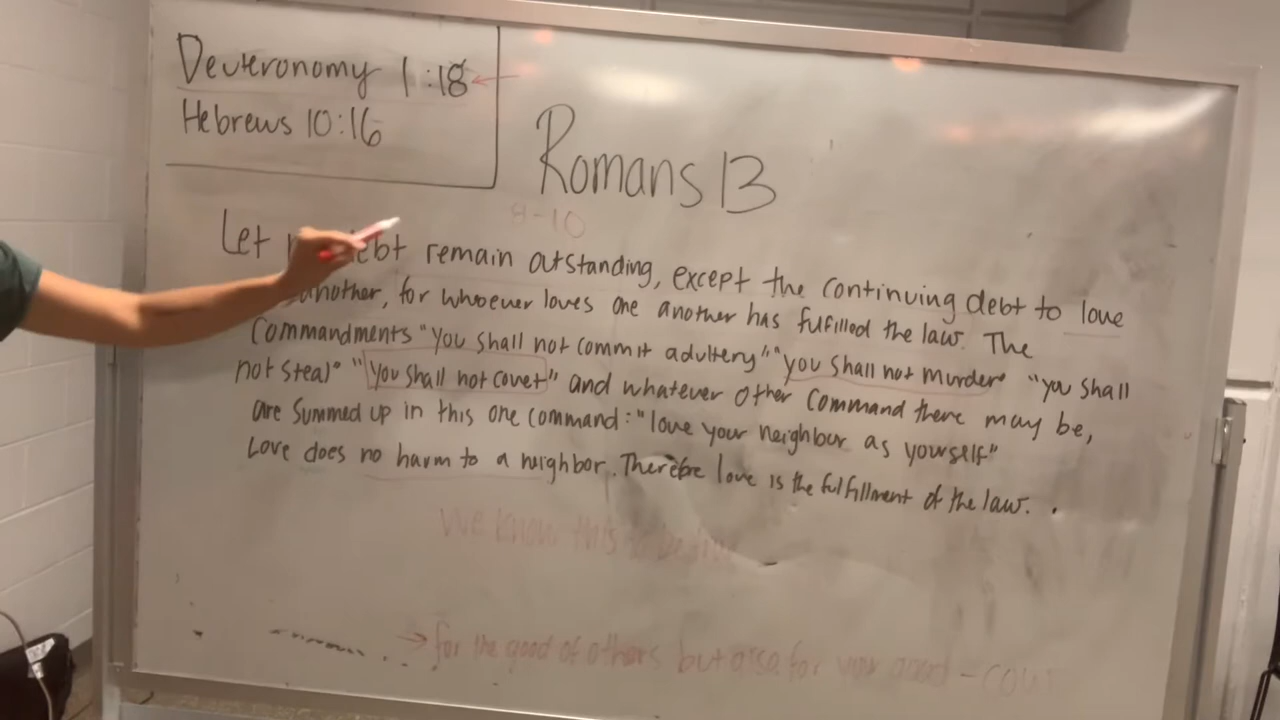 Deuteronomy 1:18
Hebrews 10:16
Romans 13
8-10
Let debt remain outstanding, except the continuing debt to love
another, for whoever loves one another has fulfilled the law. The
Commandments "you shall not commit adultery" "you shall not murder" "you shall
not steal" "you shall not covet" and whatever other command there may be,
are summed up in this one command: "love your neighbor as yourself"
Love does no harm to a neighbor. Therefore love is the fulfillment of the law.
We know this to be
→ for the good of others but also for your good -